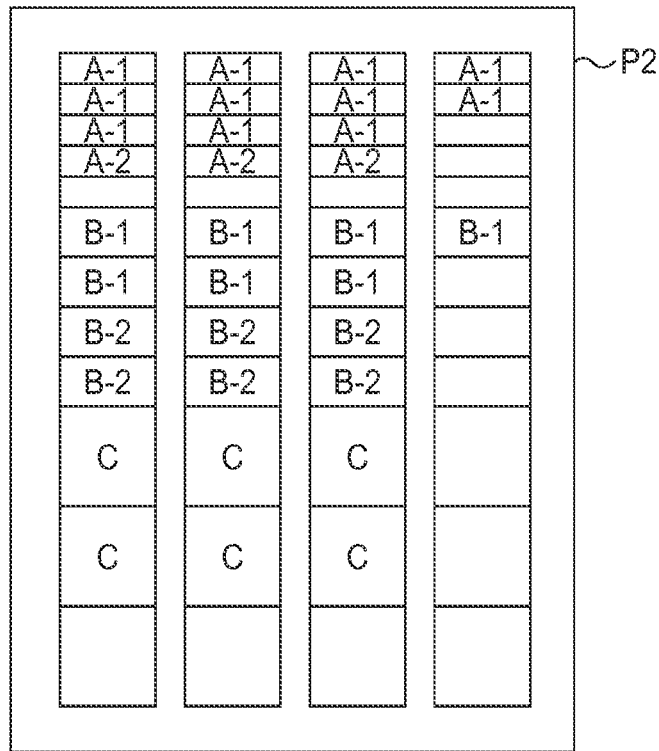 A-1 A-1 A-1 A-1 P2
A-1 A-1 A-1 A-1
A-1 A-1 A-1
A-2 A-2 A-2
B-1 B-1 B-1 B-1
B-1 B-1 B-1
B-2 B-2 B-2
B-2 B-2 B-2
C C C
C C C